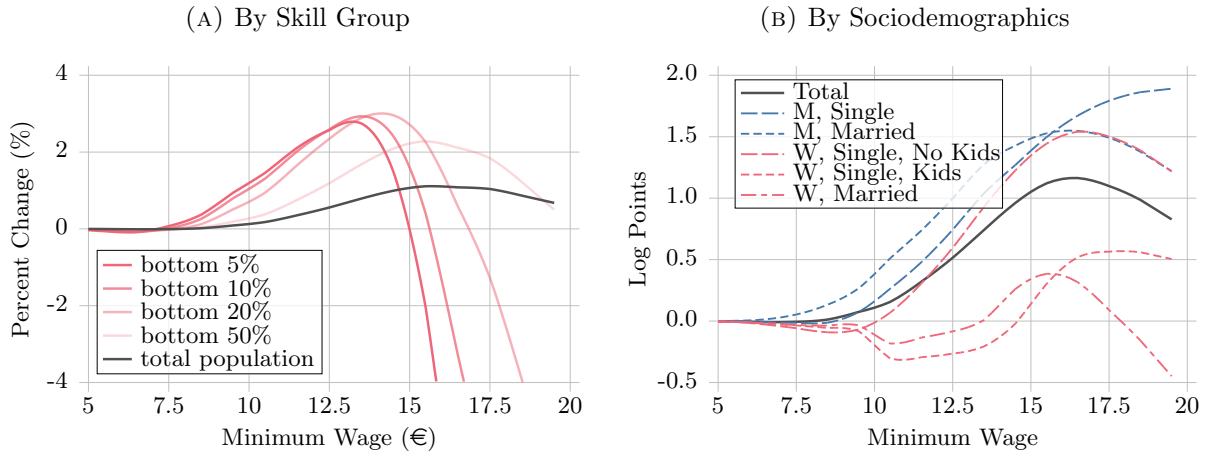 (A) By Skill Group
Percent Change (%)
4
2
0
-2
-4
bottom 5%
bottom 10%
bottom 20%
bottom 50%
total population
5
7.5
10
12.5
15
17.5
20
Minimum Wage (€)
(B) By Sociodemographics
Log Points
2.0
1.5
1.0
0.5
0.0
-0.5
Total
M, Single
M, Married
W, Single, No Kids
W, Single, Kids
W, Married
5
7.5
10
12.5
15
17.5
20
Minimum Wage